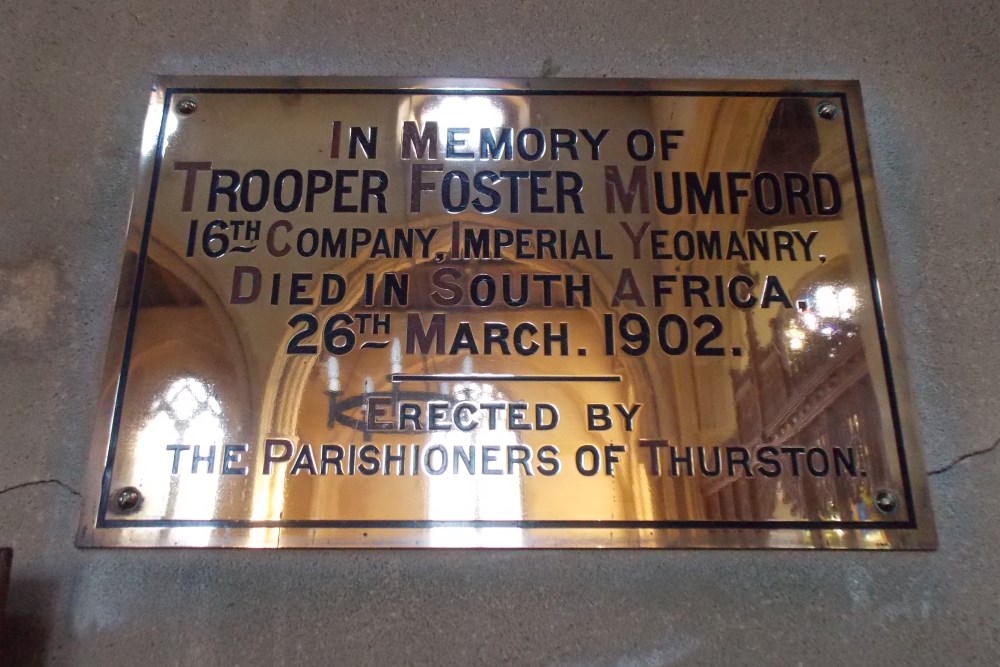 In Memory of
Trooper Foster Mumford
16th Company, Imperial Yeomanry,
Died in South Africa,
26th March. 1902.
Erected by
the Parishioners of Thurston.